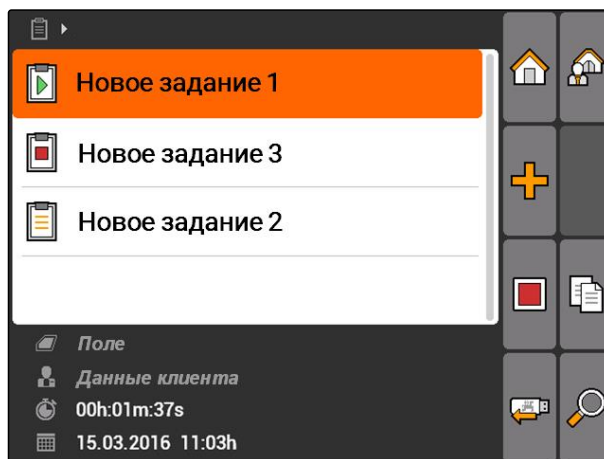 Новое задание 1
Новое задание 3
Новое задание 2
Поле
Данные клиента
00h:01m:37s
15.03.2016 11:03h